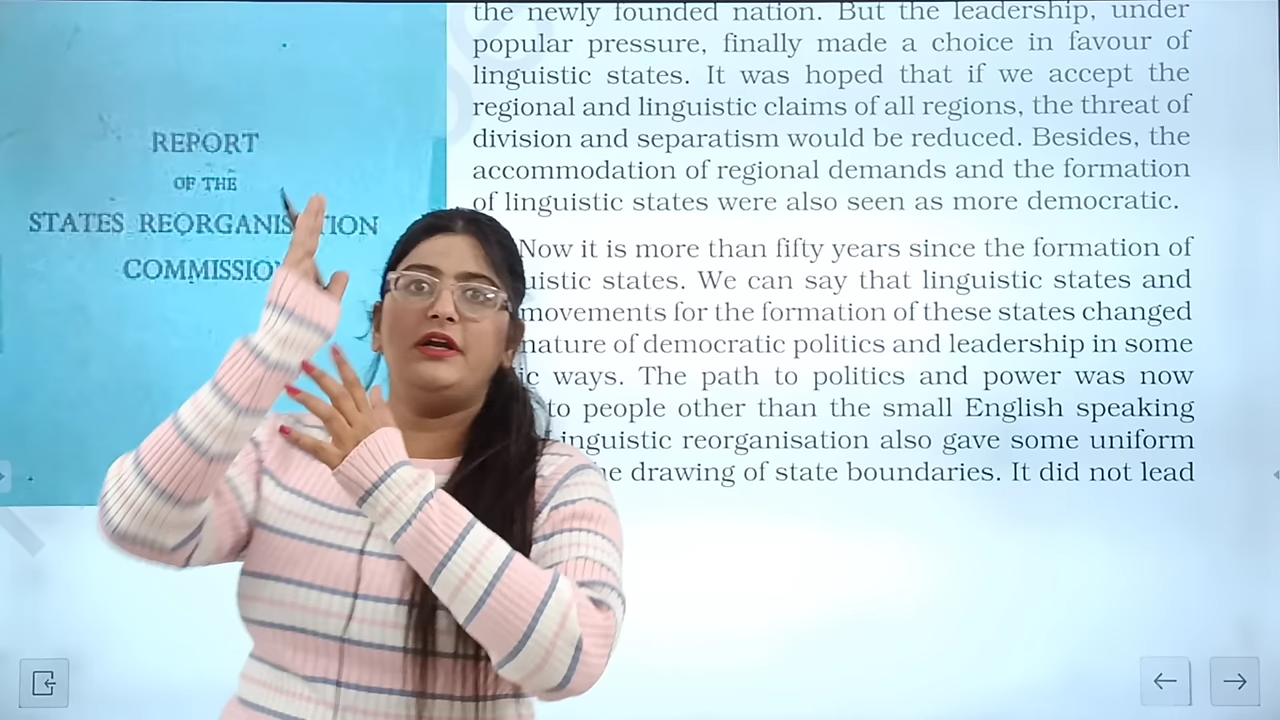 REPORT
OF THE
STATES REORGANIS TION
COMMISSIO
the newly founded nation. But the leadership, under
popular pressure, finally made a choice in favour of
linguistic states. It was hoped that if we accept the
regional and linguistic claims of all regions, the threat of
division and separatism would be reduced. Besides, the
accommodation of regional demands and the formation
of linguistic states were also seen as more democratic.
Now it is more than fifty years since the formation of
uistic states. We can say that linguistic states and
movements for the formation of these states changed
nature of democratic politics and leadership in some
ic ways. The path to politics and power was now
to people other than the small English speaking
inguistic reorganisation also gave some uniform
drawing of state boundaries. It did not lead